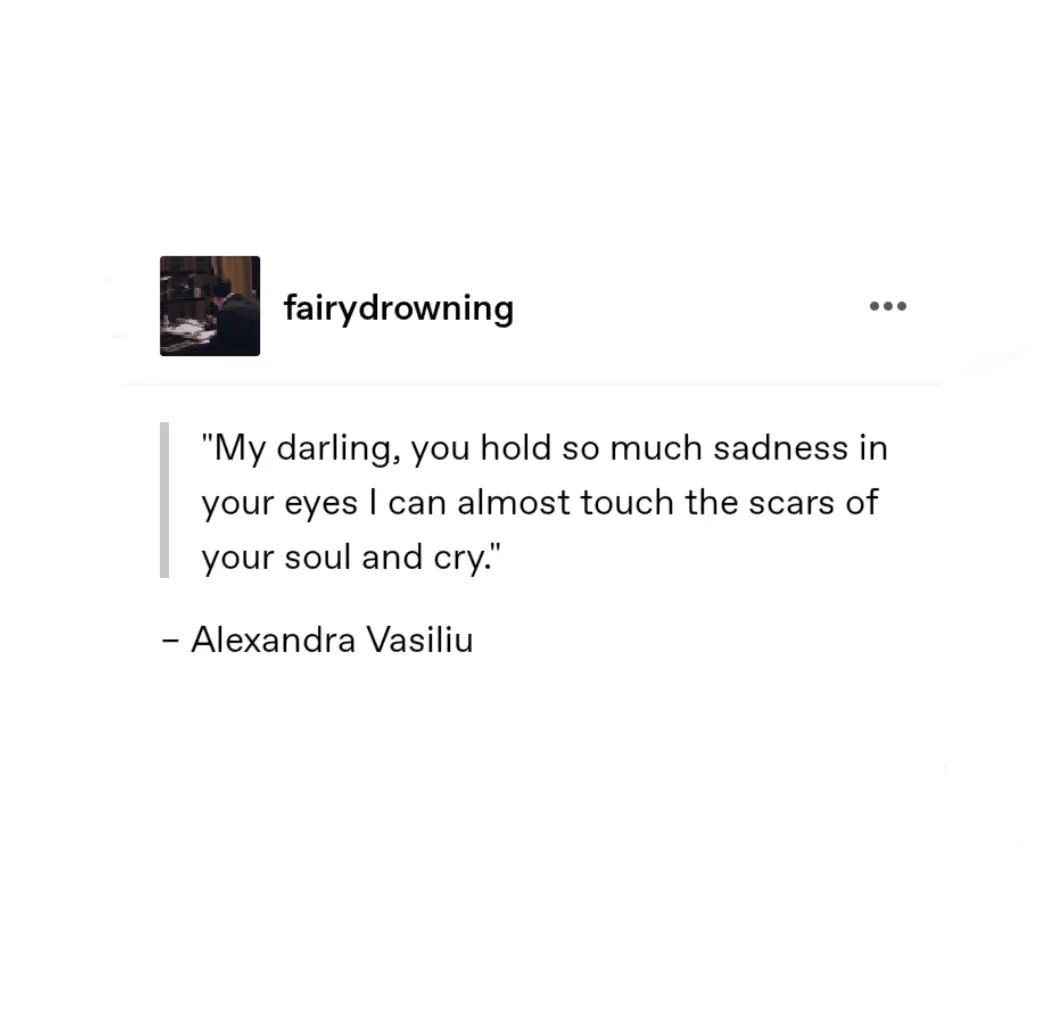 fairydrowning
"My darling, you hold so much sadness in
your eyes I can almost touch the scars of
your soul and cry."
– Alexandra Vasiliu